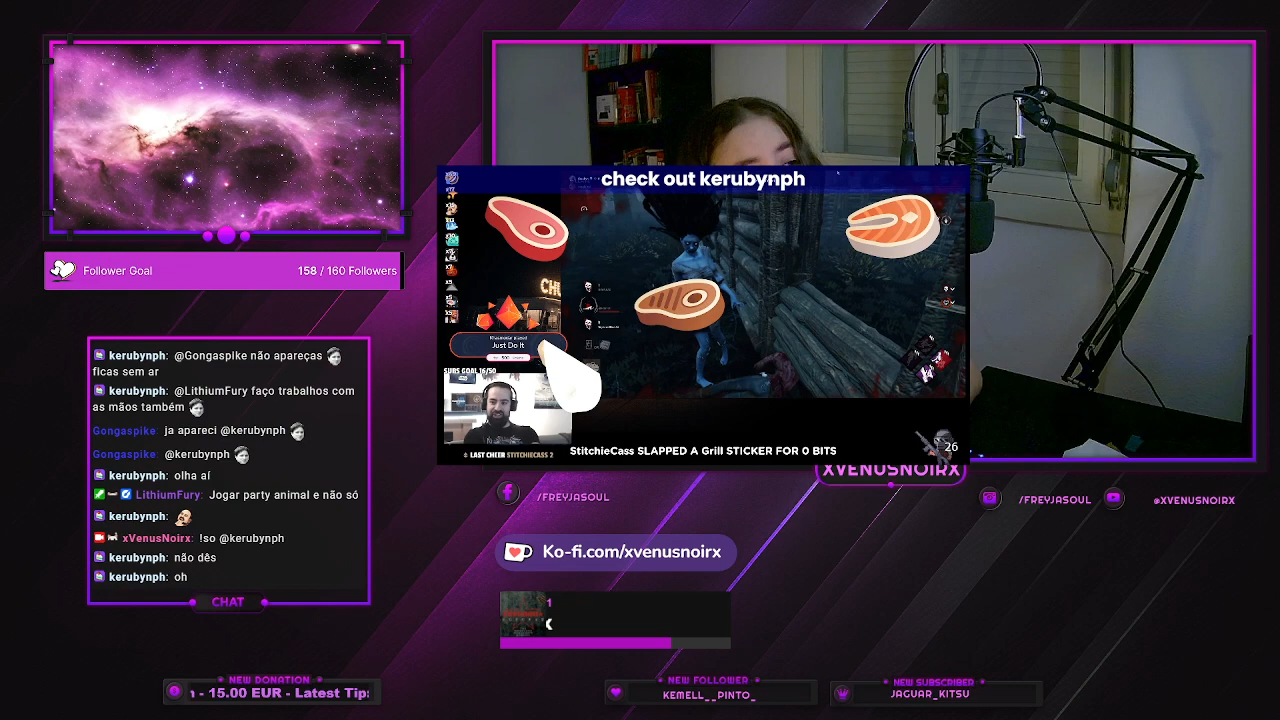 Follower Goal
158 / 160 Followers
kerubynph: @Gongaspike não apareças
ficas sem ar
kerubynph: @LithiumFury faço trabalhos com
as mãos também
Gongaspike: ja apareci @kerubynph
Gongaspike: @kerubynph
kerubynph: olha aí
LithiumFury: Jogar party animal e não só
kerubynph:
xVenusNoirx: !so @kerubynph
kerubynph: não dês
kerubynph: oh
CHAT
check out kerubynph
CHU
Just Do It
SUBS GOAL 16/50
LAST CHEER STITCHIECASS 2
StitchieCass SLAPPED A Grill STICKER FOR 0 BITS
26
XVENUSNOIRX
/FREYJASOUL
/FREYJASOUL
@XVENUSNOIRX
Ko-fi.com/xvenusnoirx
1
NEW DONATION
- 15.00 EUR - Latest Tip:
NEW FOLLOWER
KEMELL__PINTO_
NEW SUBSCRIBER
JAGUAR_KITSU